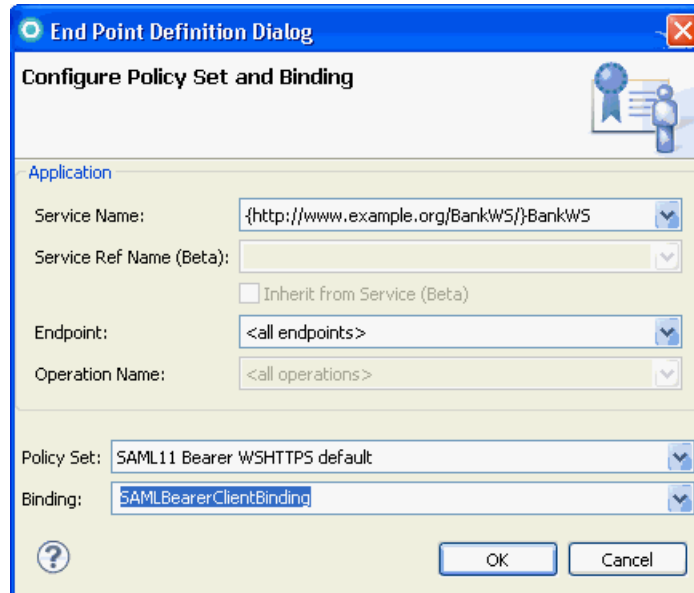 End Point Definition Dialog
Configure Policy Set and Binding
Application
Service Name: {http://www.example.org/BankWS/}BankWS
Service Ref Name (Beta):
Inherit from Service (Beta)
Endpoint: <all endpoints>
Operation Name: <all operations>
Policy Set: SAML11 Bearer WSHTTPS default
Binding: SAMLBearerClientBinding
? OK Cancel